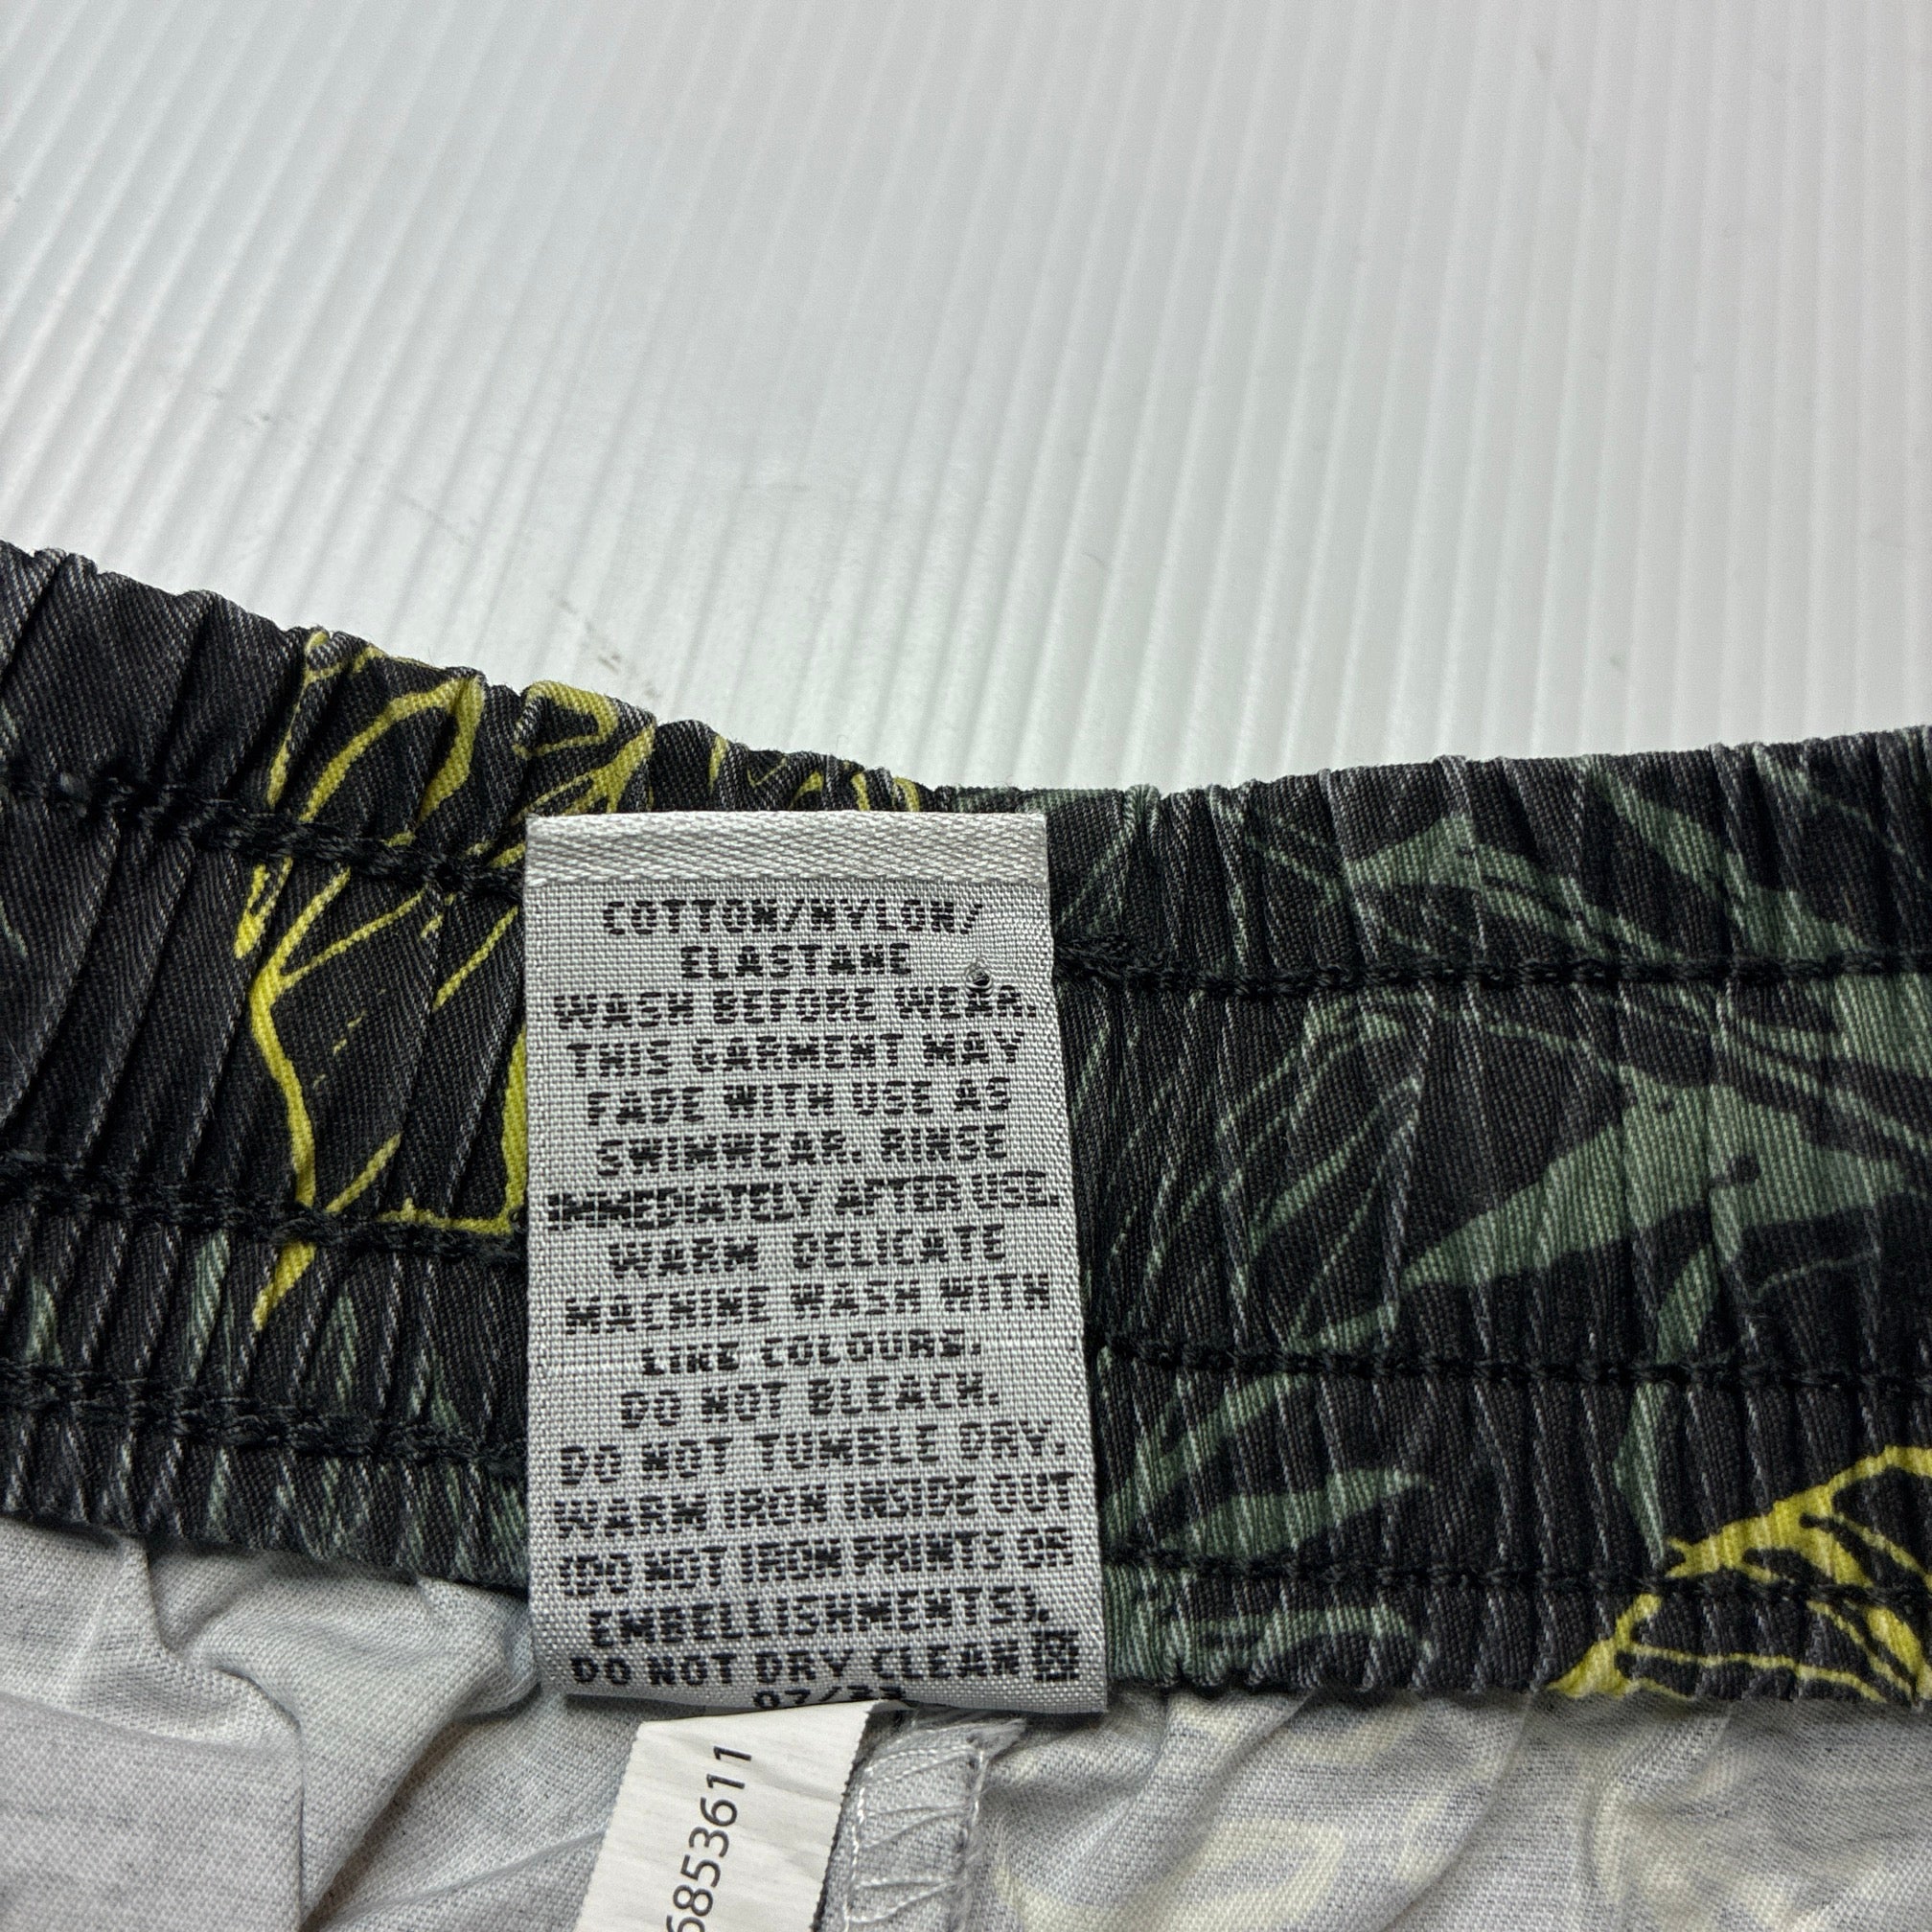 COTTON/NYLON/
ELASTANE
WASH BEFORE WEAR.
THIS GARMENT MAY
FADE WITH USE AS
SWIMWEAR. RINSE
IMMEDIATELY AFTER USE.
WARM DELICATE
MACHINE WASH WITH
LIKE COLOURS.
DO NOT BLEACH.
DO NOT TUMBLE DRY.
WARM IRON INSIDE OUT
(DO NOT IRON PRINTS OR
EMBELLISHMENTS).
DO NOT DRY CLEAN
6853611